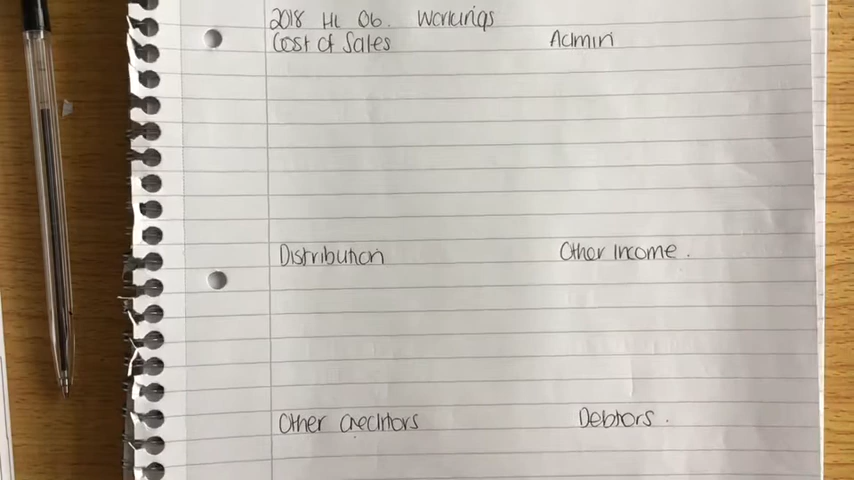 2018 HL Q6. Workings
Cost of Sales
Admin
Distribution
Other income.
Other creditors
Debtors.